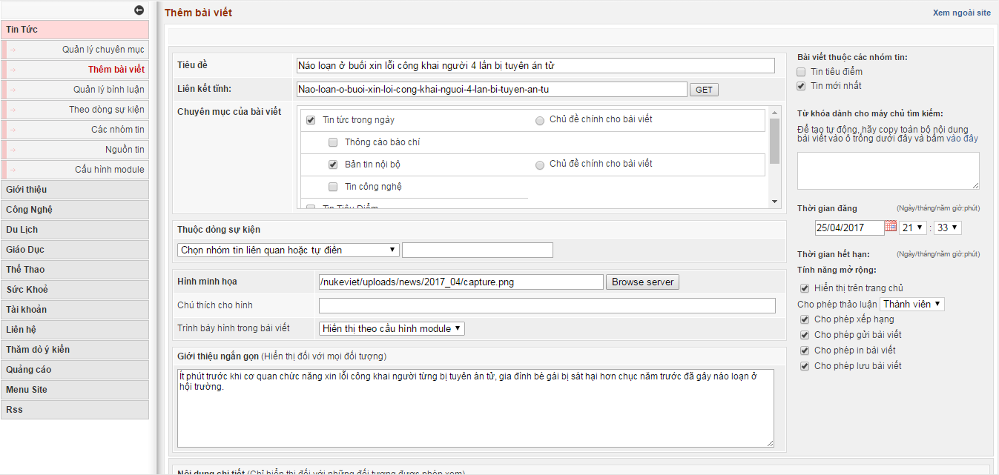 Thêm bài viết
Xem ngoài site
Tin Tức
Quản lý chuyên mục
Thêm bài viết
Quản lý bình luận
Theo dòng sự kiện
Các nhóm tin
Nguồn tin
Cấu hình module
Giới thiệu
Công Nghệ
Du Lịch
Giáo Dục
Thể Thao
Sức Khoẻ
Tài khoản
Liên hệ
Thăm dò ý kiến
Quảng cáo
Menu Site
Rss
Tiêu đề
Náo loạn ở buổi xin lỗi công khai người 4 lần bị tuyên án tử
Liên kết tĩnh:
Nao-loan-o-buoi-xin-loi-cong-khai-nguoi-4-lan-bi-tuyen-an-tu
GET
Chuyên mục của bài viết
Tin tức trong ngày
Chủ đề chính cho bài viết
Thông cáo báo chí
Bản tin nội bộ
Chủ đề chính cho bài viết
Tin công nghệ
Tin Tiêu Điểm
Thuộc dòng sự kiện
Chọn nhóm tin liên quan hoặc tự điền
Hình minh họa
/nukeviet/uploads/news/2017_04/capture.png
Browse server
Chú thích cho hình
Trình bày hình trong bài viết
Hiển thị theo cấu hình module
Giới thiệu ngắn gọn (Hiển thị đối với mọi đối tượng)
Ít phút trước khi cơ quan chức năng xin lỗi công khai người từng bị tuyên án tử, gia đình bé gái bị sát hại hơn chục năm trước đã gây náo loạn ở
hội trường.
Nội dung chi tiết (Chỉ hiển thị đối với những đối tượng được phép xem)
Bài viết thuộc các nhóm tin:
Tin tiêu điểm
Tin mới nhất
Từ khóa dành cho máy chủ tìm kiếm:
Để tạo tự động, hãy copy toàn bộ nội dung
bài viết vào ô trống dưới đây và bấm vào đây
Thời gian đăng
(Ngày/tháng/năm giờ:phút)
25/04/2017
21 : 33
Thời gian hết hạn:
(Ngày/tháng/năm giờ:phút)
Tính năng mở rộng:
Hiển thị trên trang chủ
Cho phép thảo luận Thành viên
Cho phép xếp hạng
Cho phép gửi bài viết
Cho phép in bài viết
Cho phép lưu bài viết